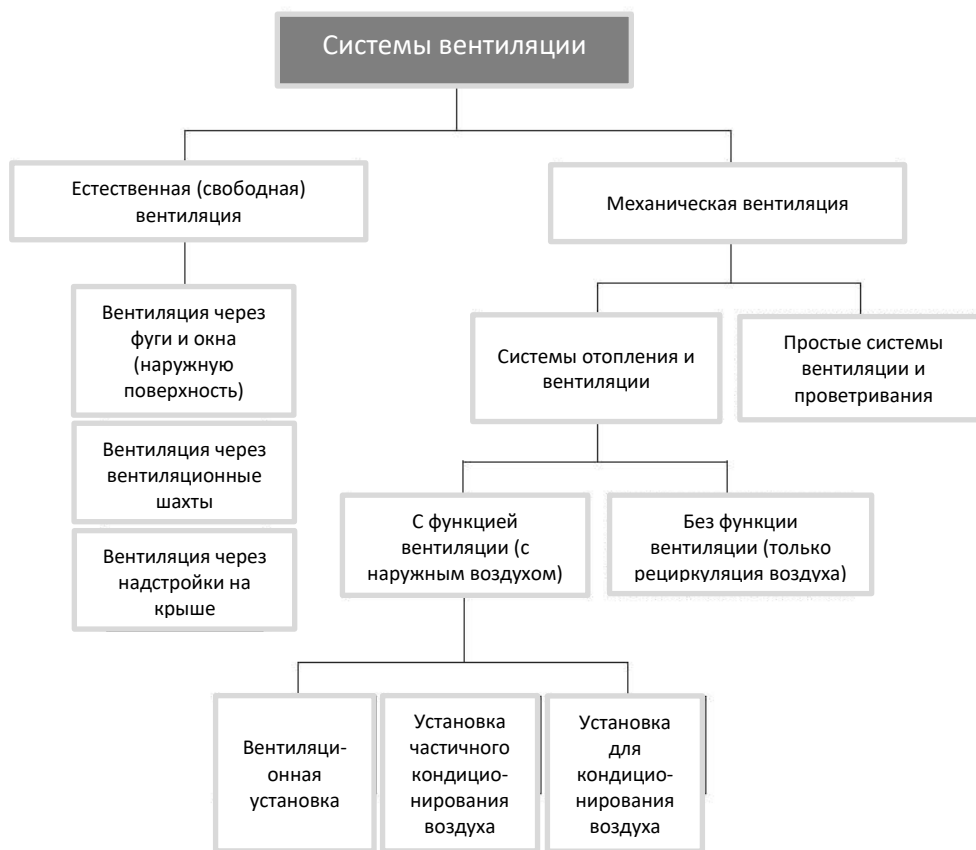 Системы вентиляции
Естественная (свободная)
вентиляция
Механическая вентиляция
Вентиляция через
фуги и окна
(наружную
поверхность)
Системы отопления и
вентиляции
Простые системы
вентиляции и
проветривания
Вентиляция через
вентиляционные
шахты
С функцией
вентиляции (с
наружным воздухом)
Без функции
вентиляции (только
рециркуляция воздуха)
Вентиляция через
надстройки на
крыше
Вентиляци-
онная
установка
Установка
частичного
кондицио-
нирования
воздуха
Установка
для
кондицио-
нирования
воздуха